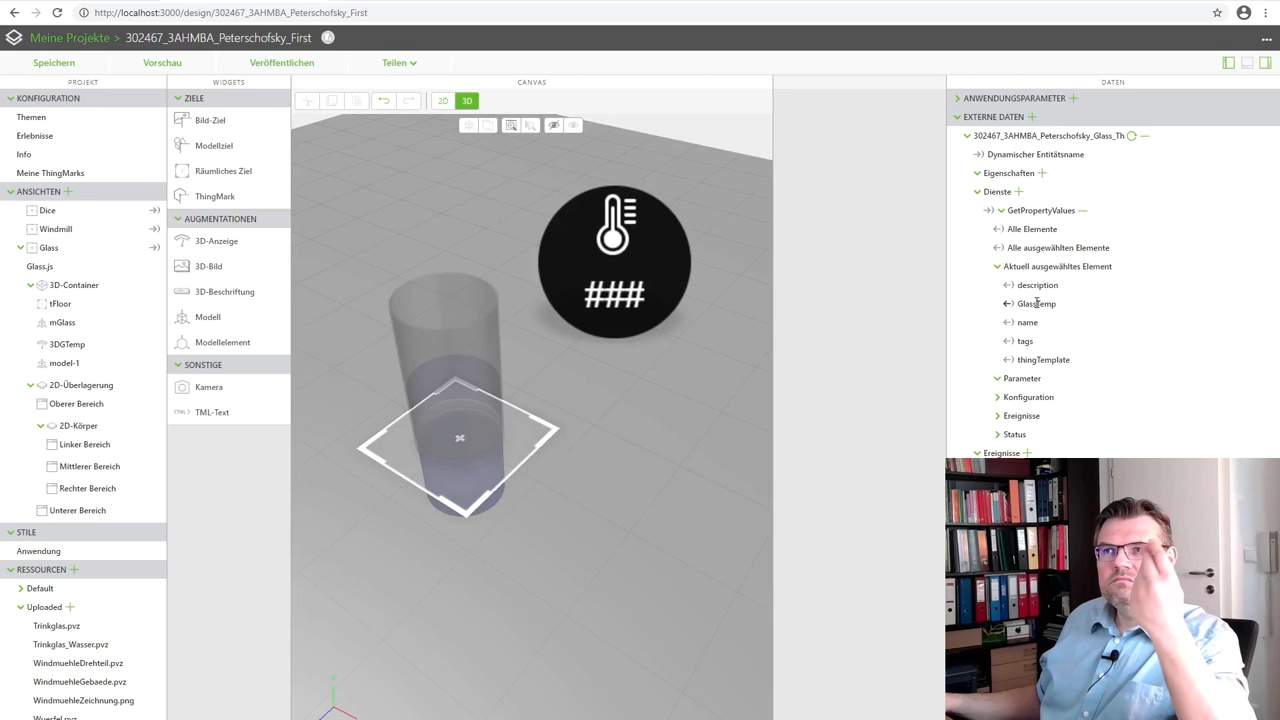 http://localhost:3000/design/302467_3AHMBA_Peterschofsky_First
Meine Projekte > 302467_3AHMBA_Peterschofsky_First
Speichern
Vorschau
Veröffentlichen
Teilen
PROJEKT
WIDGETS
CANVAS
DATEN
KONFIGURATION
Themen
Erlebnisse
Info
Meine ThingMarks
ANSICHTEN
Dice
Windmill
Glass
Glass.js
3D-Container
tFloor
mGlass
3DGTemp
model-1
2D-Überlagerung
Oberer Bereich
2D-Körper
Linker Bereich
Mittlerer Bereich
Rechter Bereich
Unterer Bereich
STILE
Anwendung
RESSOURCEN
Default
Uploaded
Trinkglas.pvz
Trinkglas_Wasser.pvz
WindmuehleDrehteil.pvz
WindmuehleGebaede.pvz
WindmuehleZeichnung.png
Wuerfel.pvz
ZIELE
Bild-Ziel
Modellziel
Räumliches Ziel
ThingMark
AUGMENTATIONEN
3D-Anzeige
3D-Bild
3D-Beschriftung
Modell
Modellelement
SONSTIGE
Kamera
TML-Text
2D
3D
###
ANWENDUNGSPARAMETER
EXTERNE DATEN
302467_3AHMBA_Peterschofsky_Glass_Th
Dynamischer Entitätsname
Eigenschaften
Dienste
GetPropertyValues
Alle Elemente
Alle ausgewählten Elemente
Aktuell ausgewähltes Element
description
GlassTemp
name
tags
thingTemplate
Parameter
Konfiguration
Ereignisse
Status
Ereignisse